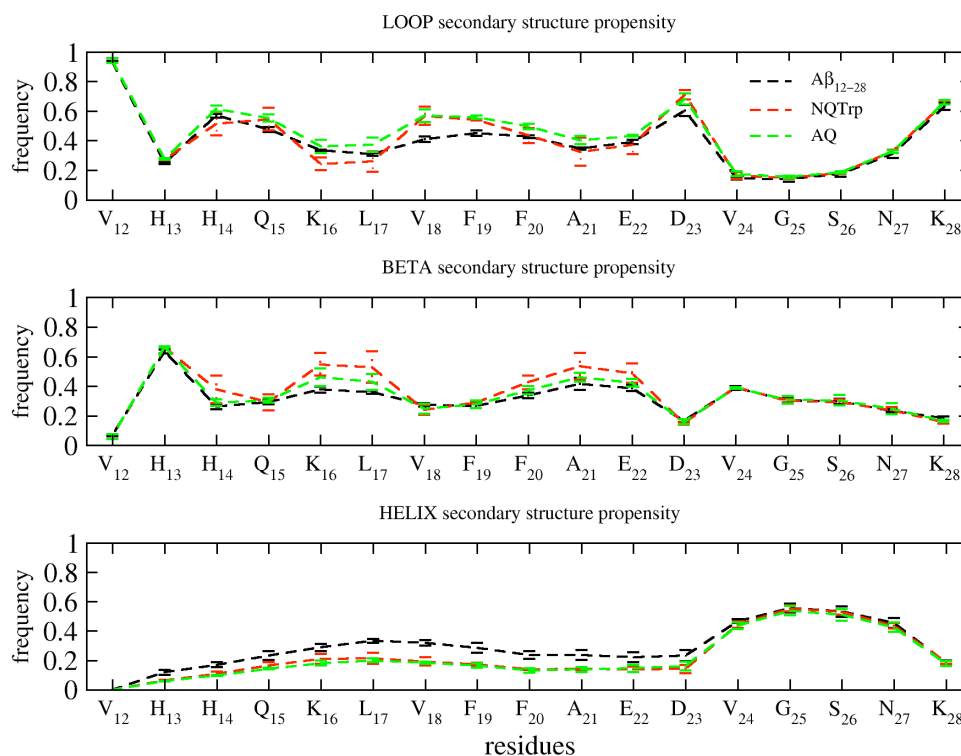 LOOP secondary structure propensity
frequency
1
0.8
0.6
0.4
0.2
0
Aβ12−28
NQTrp
AQ
V12 H13 H14 Q15 K16 L17 V18 F19 F20 A21 E22 D23 V24 G25 S26 N27 K28
BETA secondary structure propensity
frequency
1
0.8
0.6
0.4
0.2
0
V12 H13 H14 Q15 K16 L17 V18 F19 F20 A21 E22 D23 V24 G25 S26 N27 K28
HELIX secondary structure propensity
frequency
1
0.8
0.6
0.4
0.2
0
V12 H13 H14 Q15 K16 L17 V18 F19 F20 A21 E22 D23 V24 G25 S26 N27 K28
residues